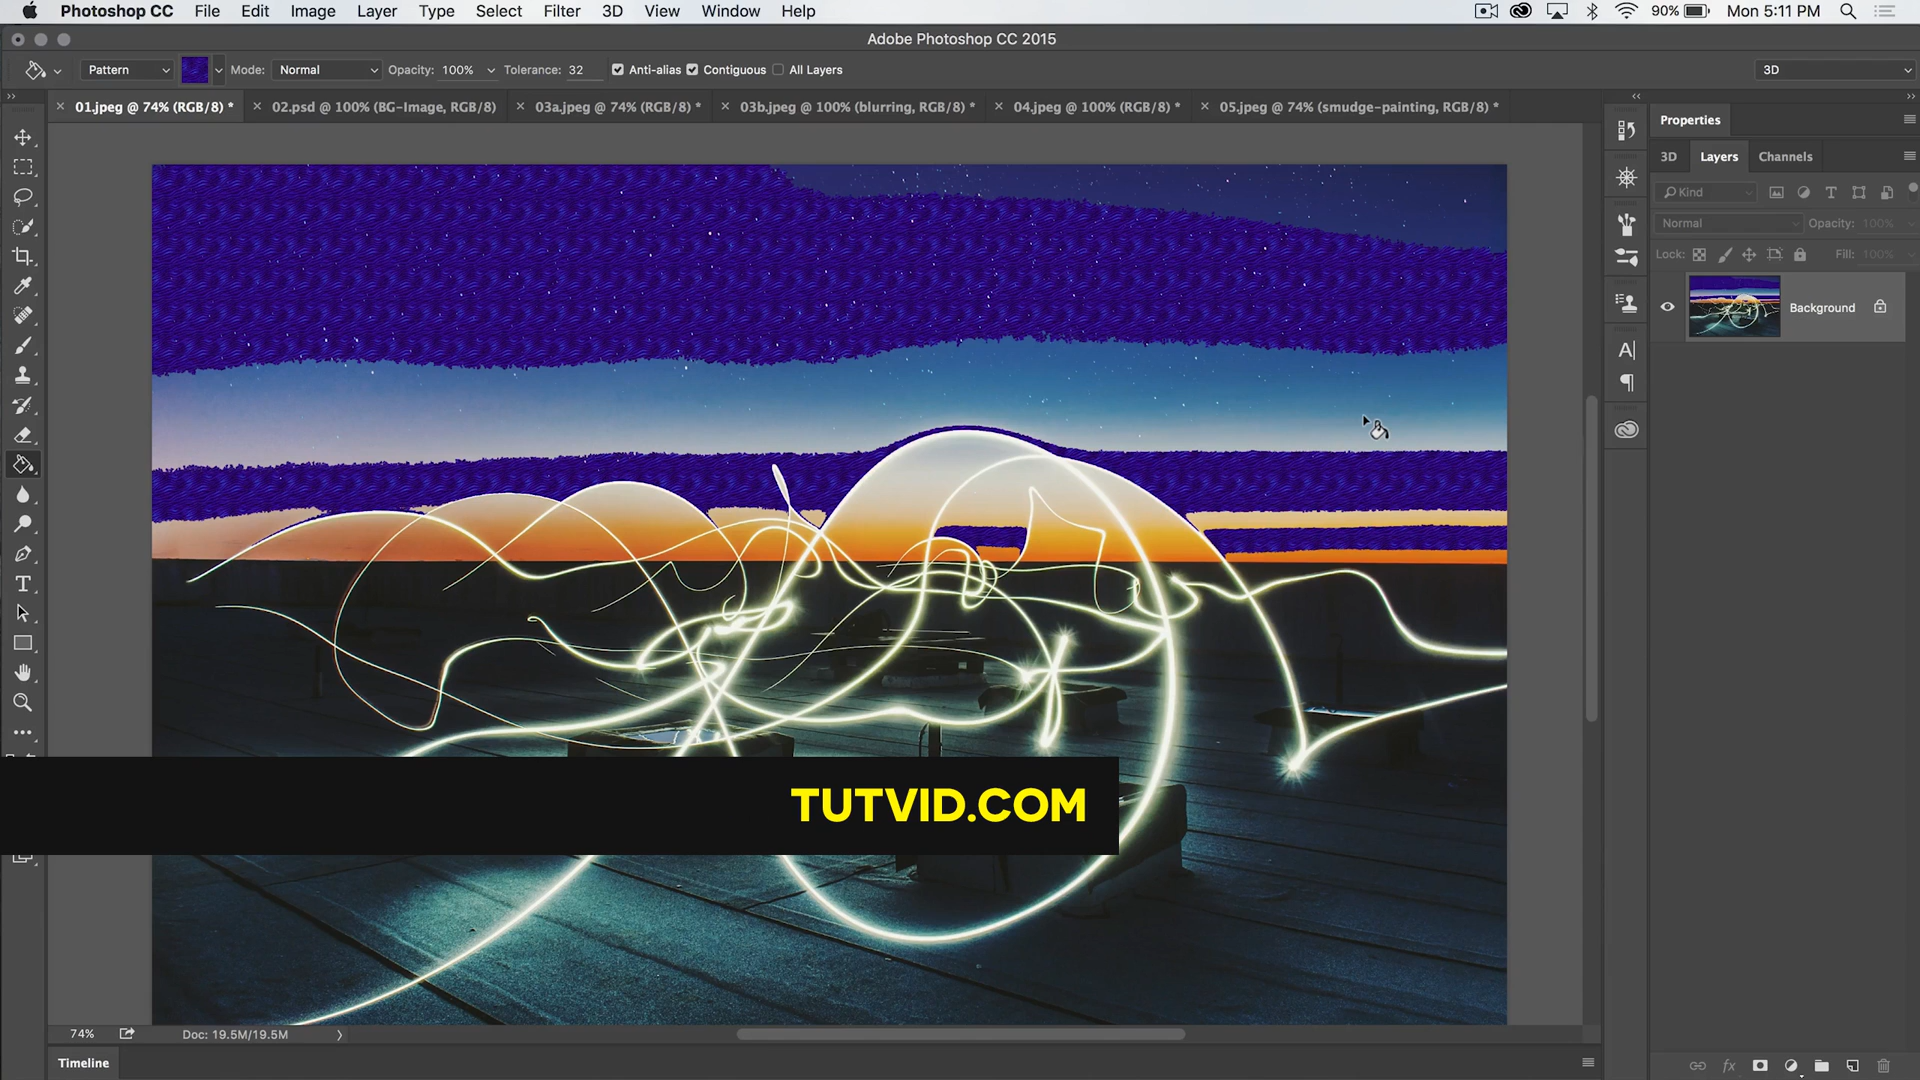 Photoshop CC File Edit Image Layer Type Select Filter 3D View Window Help 90% Mon 5:11 PM
Adobe Photoshop CC 2015
Pattern Mode: Normal Opacity: 100% Tolerance: 32 Anti-alias Contiguous All Layers 3D
01.jpeg @ 74% (RGB/8) * 02.psd @ 100% (BG-Image, RGB/8) 03a.jpeg @ 74% (RGB/8) * 03b.jpeg @ 100% (blurring, RGB/8) * 04.jpeg @ 100% (RGB/8) * 05.jpeg @ 74% (smudge-painting, RGB/8) *
Properties
3D Layers Channels
Kind
Normal Opacity: 100%
Lock: Fill: 100%
Background
TUTVID.COM
74% Doc: 19.5M/19.5M
Timeline
fx